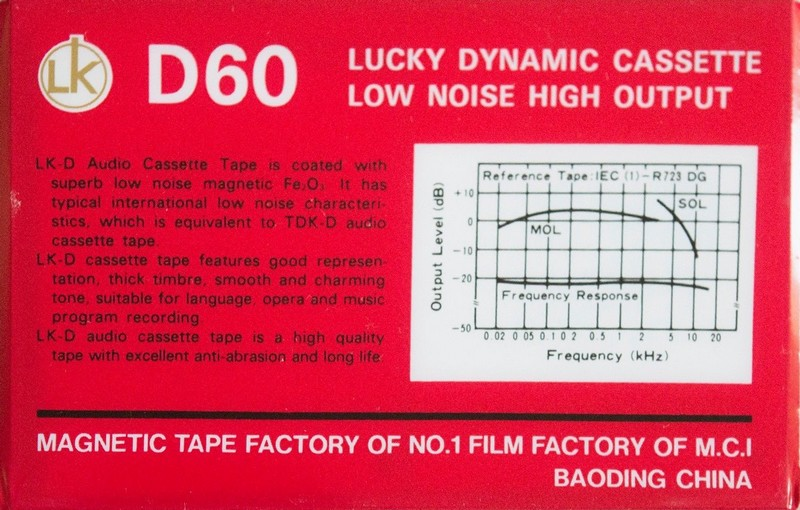 LK
D60
LUCKY DYNAMIC CASSETTE
LOW NOISE HIGH OUTPUT
LK-D Audio Cassette Tape is coated with
superb low noise magnetic Fe₂O₃. It has
typical international low noise characteri-
stics, which is equivalent to TDK-D audio
cassette tape.
LK-D cassette tape features good represen-
tation, thick timbre, smooth and charming
tone, suitable for language, opera and music
program recording.
LK-D audio cassette tape is a high quality
tape with excellent anti-abrasion and long life.
Reference Tape: IEC (1)-R723 DG
Output Level (dB)
+10
0
-10
-20
-50
SOL
MOL
Frequency Response
0.02 0.05 0.1 0.2 0.5 1 2 5 10 20
Frequency (kHz)
MAGNETIC TAPE FACTORY OF NO.1 FILM FACTORY OF M.C.I
BAODING CHINA